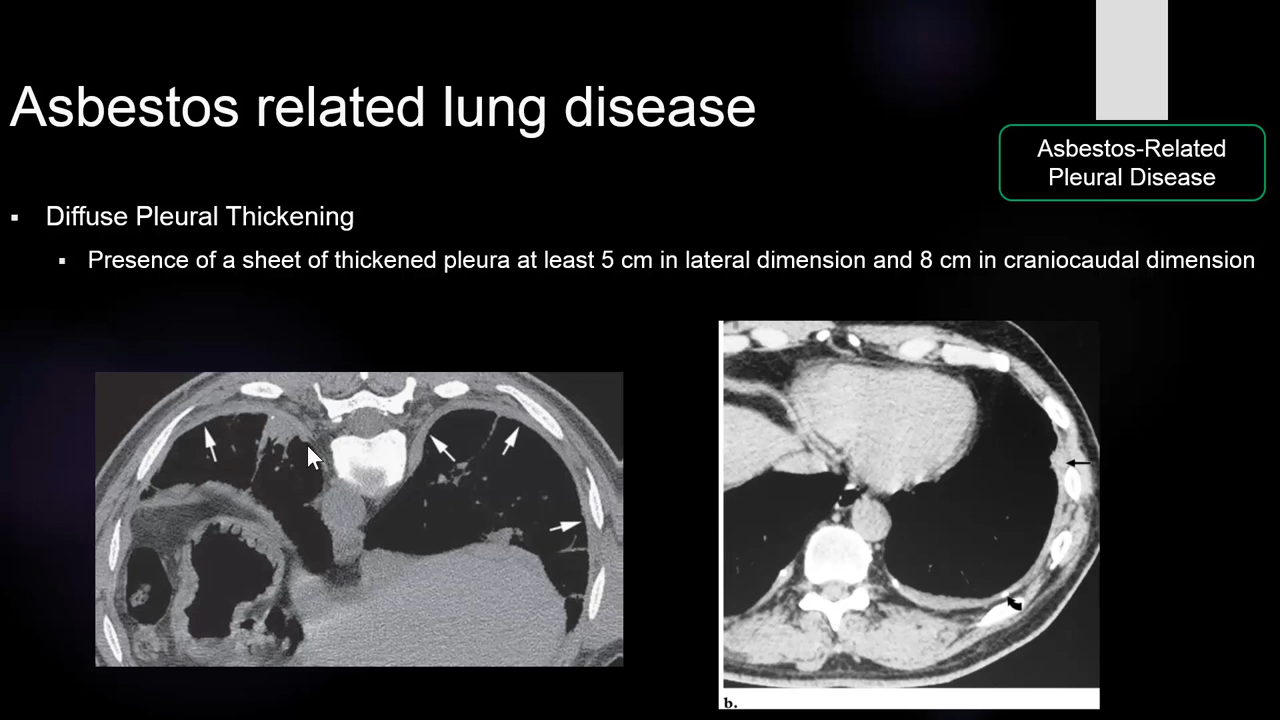 Asbestos related lung disease
Asbestos-Related
Pleural Disease
▪ Diffuse Pleural Thickening
▪ Presence of a sheet of thickened pleura at least 5 cm in lateral dimension and 8 cm in craniocaudal dimension
b.